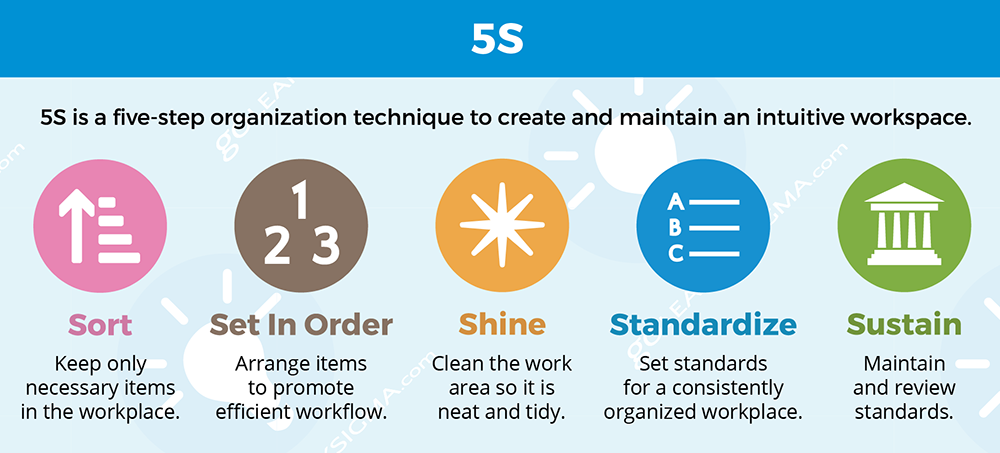 5S
5S is a five-step organization technique to create and maintain an intuitive workspace.
1
2 3
A
B
C
Sort
Set In Order
Shine
Standardize
Sustain
Keep only
necessary items
in the workplace.
Arrange items
to promote
efficient workflow.
Clean the work
area so it is
neat and tidy.
Set standards
for a consistently
organized workplace.
Maintain
and review
standards.